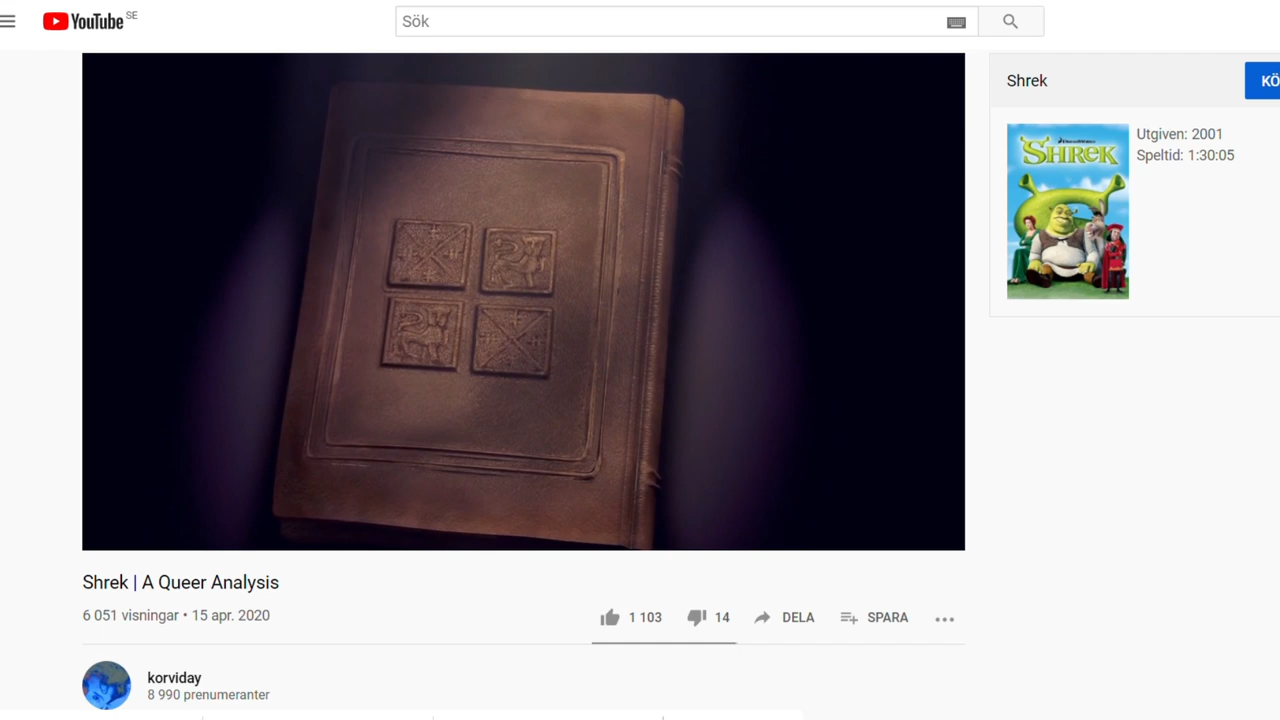 YouTube SE
Sök
Shrek
KÖ
SHREK
Utgiven: 2001
Speltid: 1:30:05
Shrek | A Queer Analysis
6 051 visningar • 15 apr. 2020
1 103
14
DELA
SPARA
korviday
8 990 prenumeranter